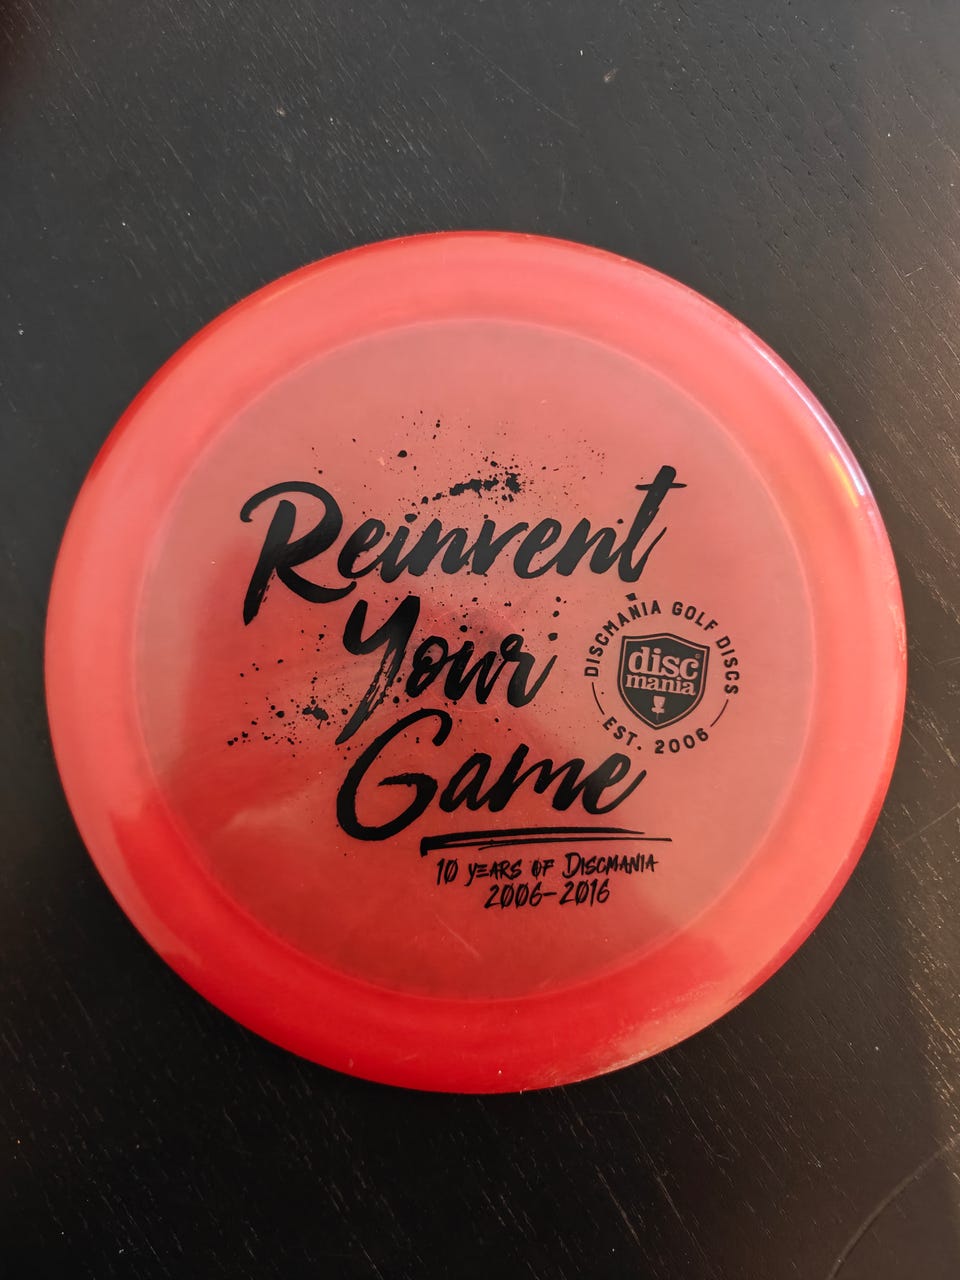 Reinvent
Your
Game
10 YEARS OF DISCMANIA
2006-2016
DISCMANIA GOLF DISCS
disc
mania
EST. 2006